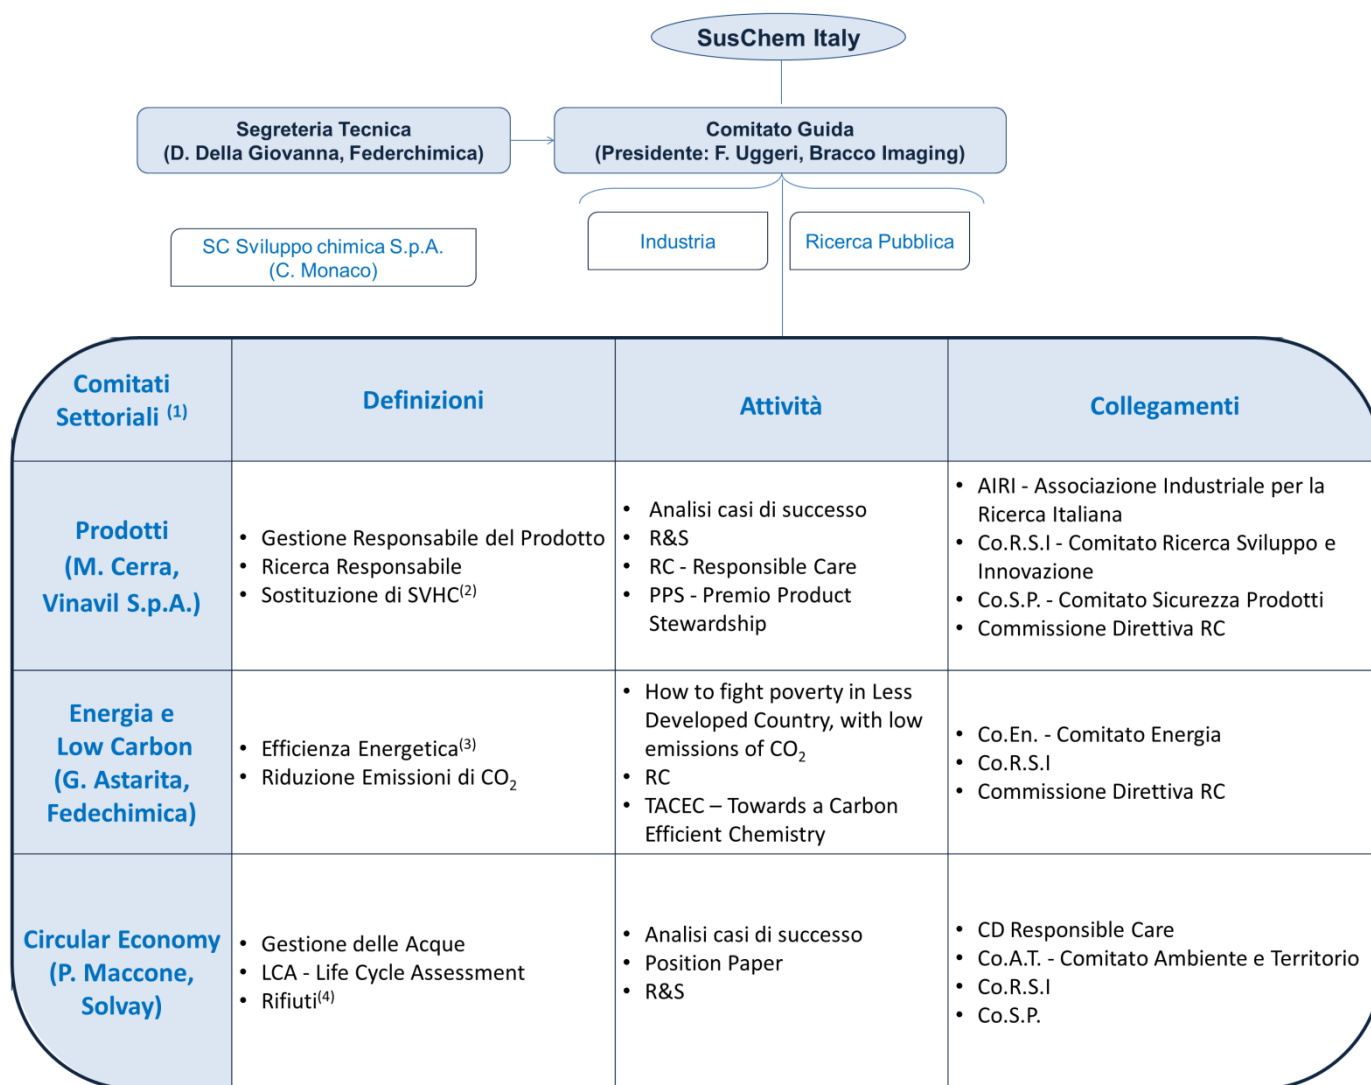 SusChem Italy
Segreteria Tecnica
(D. Della Giovanna, Federchimica)
Comitato Guida
(Presidente: F. Uggeri, Bracco Imaging)
SC Sviluppo chimica S.p.A.
(C. Monaco)
Industria
Ricerca Pubblica
Comitati
Settoriali (1)
Definizioni
Attività
Collegamenti
Prodotti
(M. Cerra,
Vinavil S.p.A.)
• Gestione Responsabile del Prodotto
• Ricerca Responsabile
• Sostituzione di SVHC(2)
• Analisi casi di successo
• R&S
• RC - Responsible Care
• PPS - Premio Product
Stewardship
• AIRI - Associazione Industriale per la
Ricerca Italiana
• Co.R.S.I - Comitato Ricerca Sviluppo e
Innovazione
• Co.S.P. - Comitato Sicurezza Prodotti
• Commissione Direttiva RC
Energia e
Low Carbon
(G. Astarita,
Fedechimica)
• Efficienza Energetica(3)
• Riduzione Emissioni di CO2
• How to fight poverty in Less
Developed Country, with low
emissions of CO2
• RC
• TACEC – Towards a Carbon
Efficient Chemistry
• Co.En. - Comitato Energia
• Co.R.S.I
• Commissione Direttiva RC
Circular Economy
(P. Maccone,
Solvay)
• Gestione delle Acque
• LCA - Life Cycle Assessment
• Rifiuti(4)
• Analisi casi di successo
• Position Paper
• R&S
• CD Responsible Care
• Co.A.T. - Comitato Ambiente e Territorio
• Co.R.S.I
• Co.S.P.